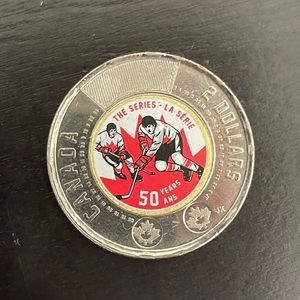 CANADA
2 DOLLARS
THE SERIES - LA SÉRIE
50 YEARS
ANS